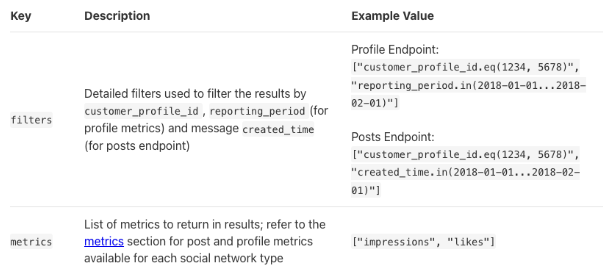 Key Description Example Value
Profile Endpoint:
["customer_profile_id.eq(1234, 5678)",
"reporting_period.in(2018-01-01...2018-
02-01)"]
filters
Detailed filters used to filter the results by
customer_profile_id , reporting_period (for
profile metrics) and message created_time
(for posts endpoint)
Posts Endpoint:
["customer_profile_id.eq(1234, 5678)",
"created_time.in(2018-01-01...2018-02-
01)"]
metrics
List of metrics to return in results; refer to the
metrics section for post and profile metrics
available for each social network type
["impressions", "likes"]